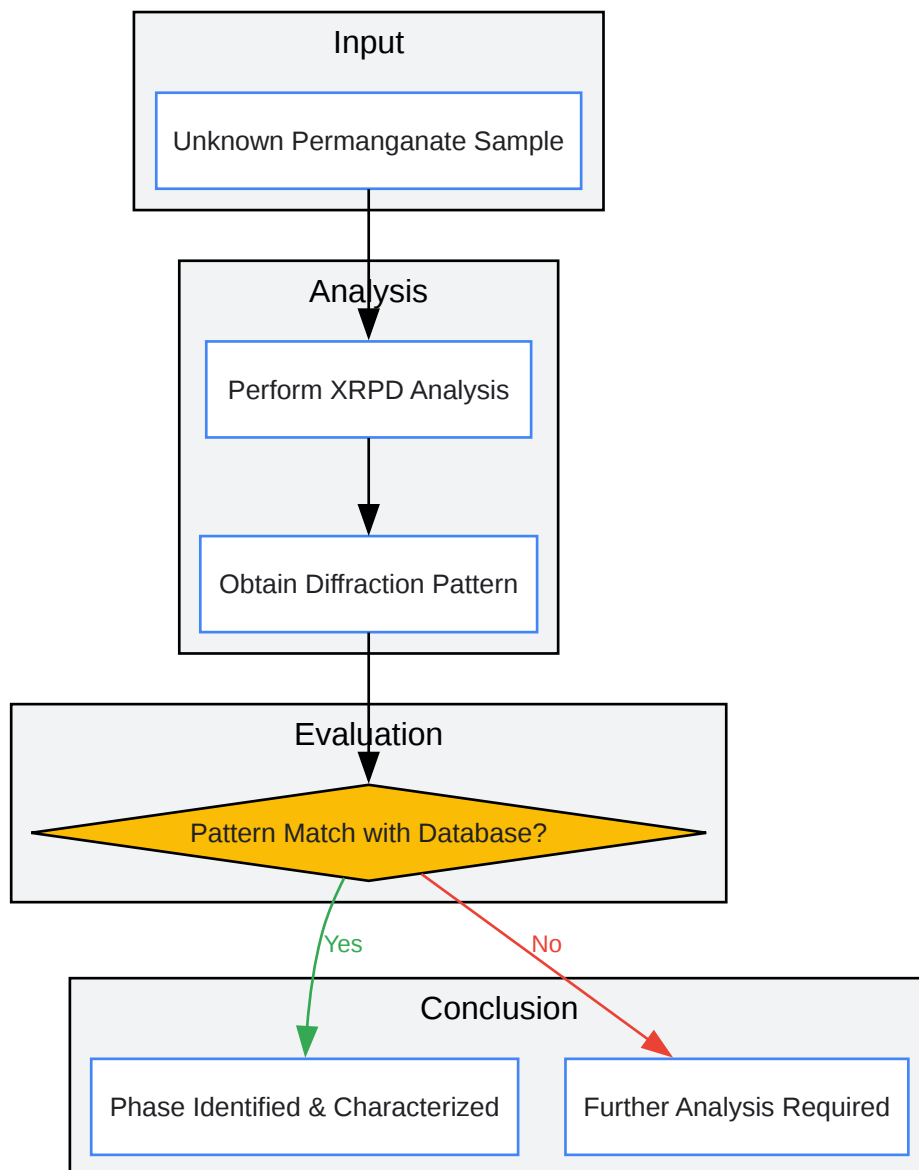 Input
Unknown Permanganate Sample
Analysis
Perform XRPD Analysis
Obtain Diffraction Pattern
Evaluation
Pattern Match with Database?
Yes
No
Conclusion
Phase Identified & Characterized
Further Analysis Required